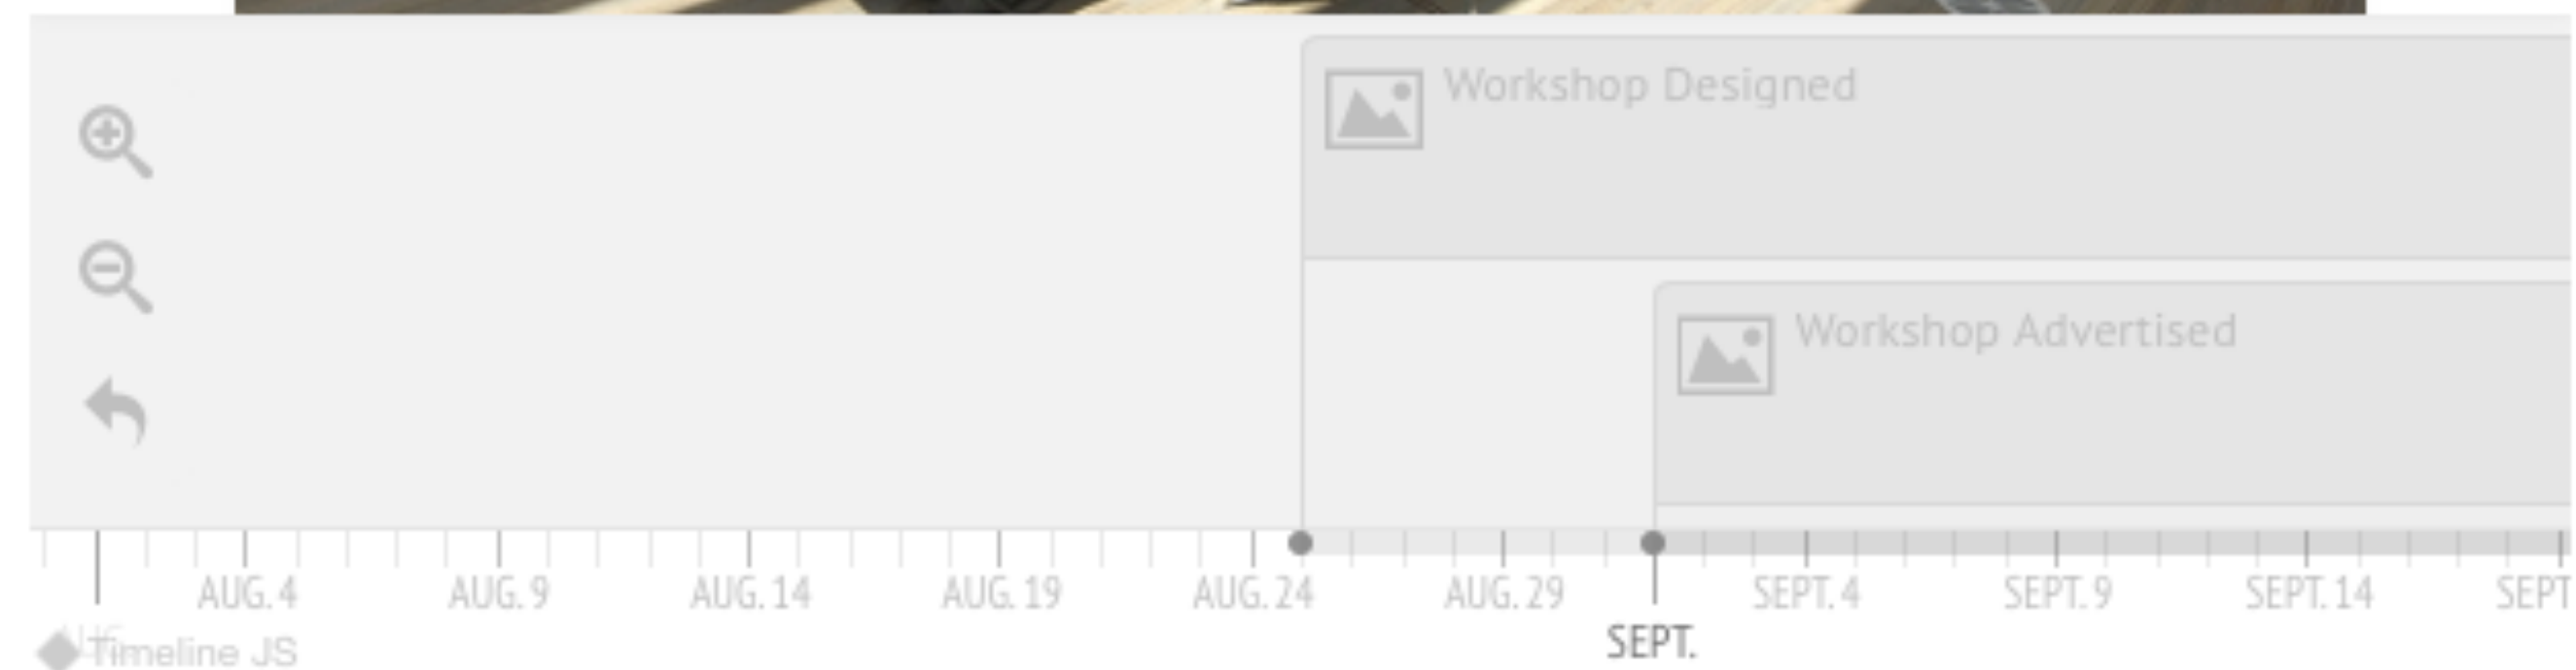 Workshop Designed
Workshop Advertised
AUG. 4 AUG. 9 AUG. 14 AUG. 19 AUG. 24 AUG. 29 SEPT. 4 SEPT. 9 SEPT. 14 SEPT
SEPT.
Timeline JS